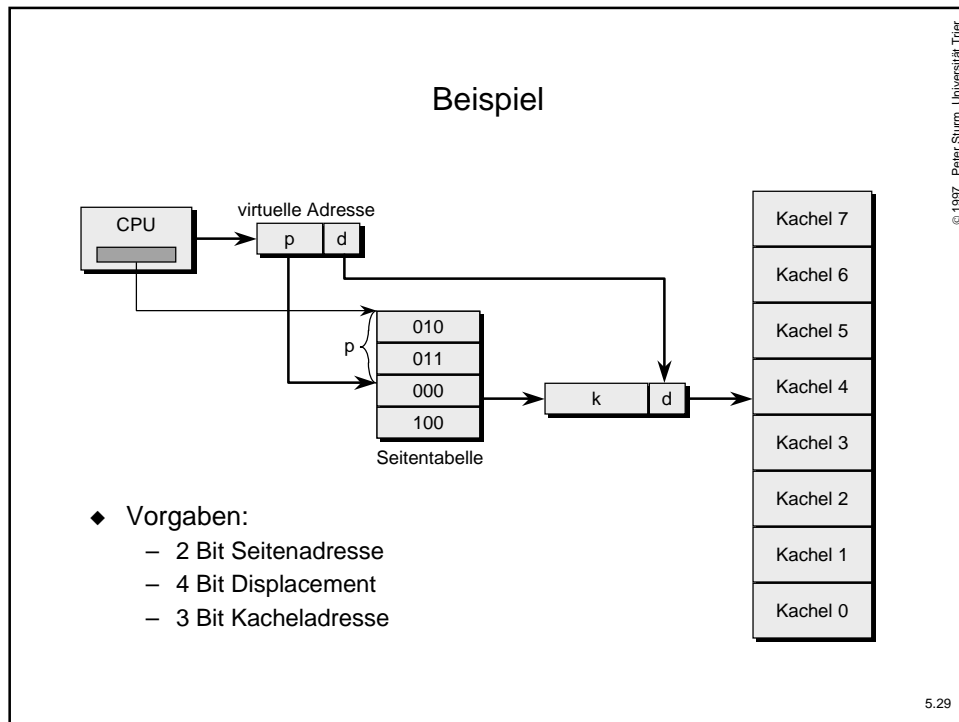 Beispiel
© 1997 Peter Sturm, Universität Trier
CPU
virtuelle Adresse
p
d
p
010
011
000
100
Seitentabelle
k
d
Kachel 7
Kachel 6
Kachel 5
Kachel 4
Kachel 3
Kachel 2
Kachel 1
Kachel 0
◆ Vorgaben:
– 2 Bit Seitenadresse
– 4 Bit Displacement
– 3 Bit Kacheladresse
5.29